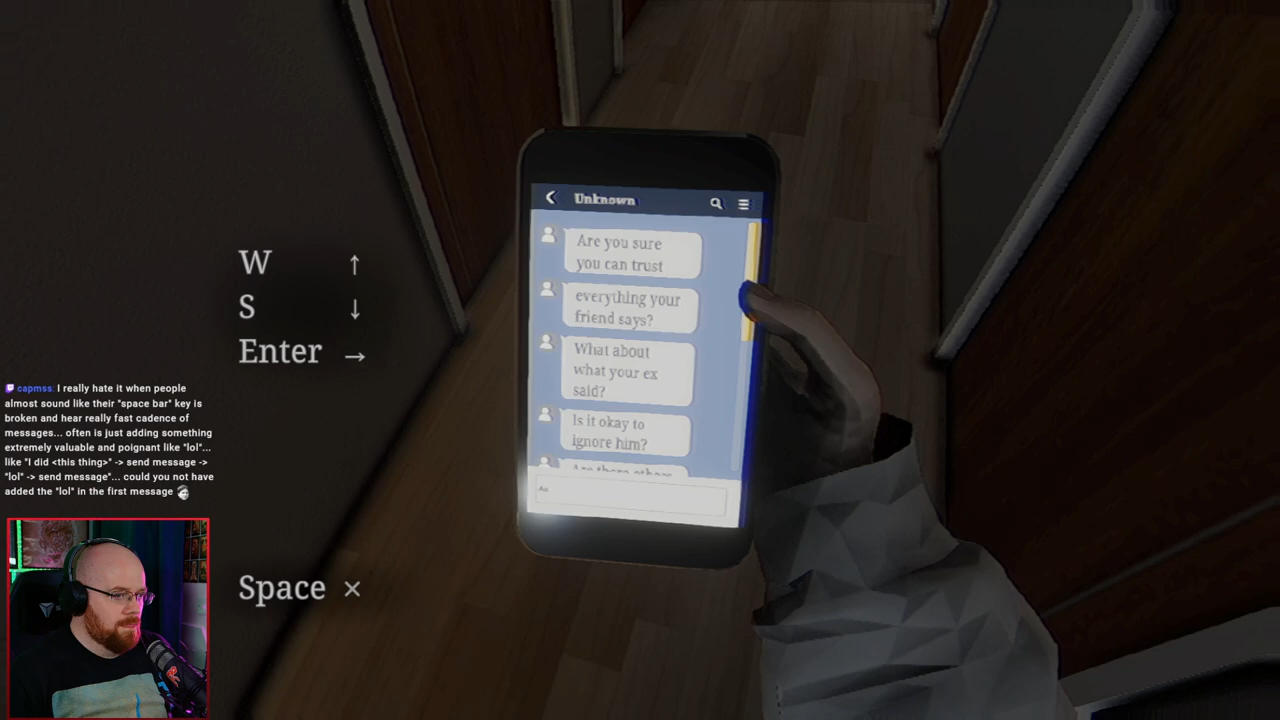 Unknown
Are you sure
you can trust
everything your
friend says?
What about
what your ex
said?
Is it okay to
ignore him?
Are there others
Aa
W ↑
S ↓
Enter →
Space ×
capmss: I really hate it when people
almost sound like their "space bar" key is
broken and hear really fast cadence of
messages... often is just adding something
extremely valuable and poignant like "lol"...
like "I did <this thing>" -> send message ->
"lol" -> send message"... could you not have
added the "lol" in the first message